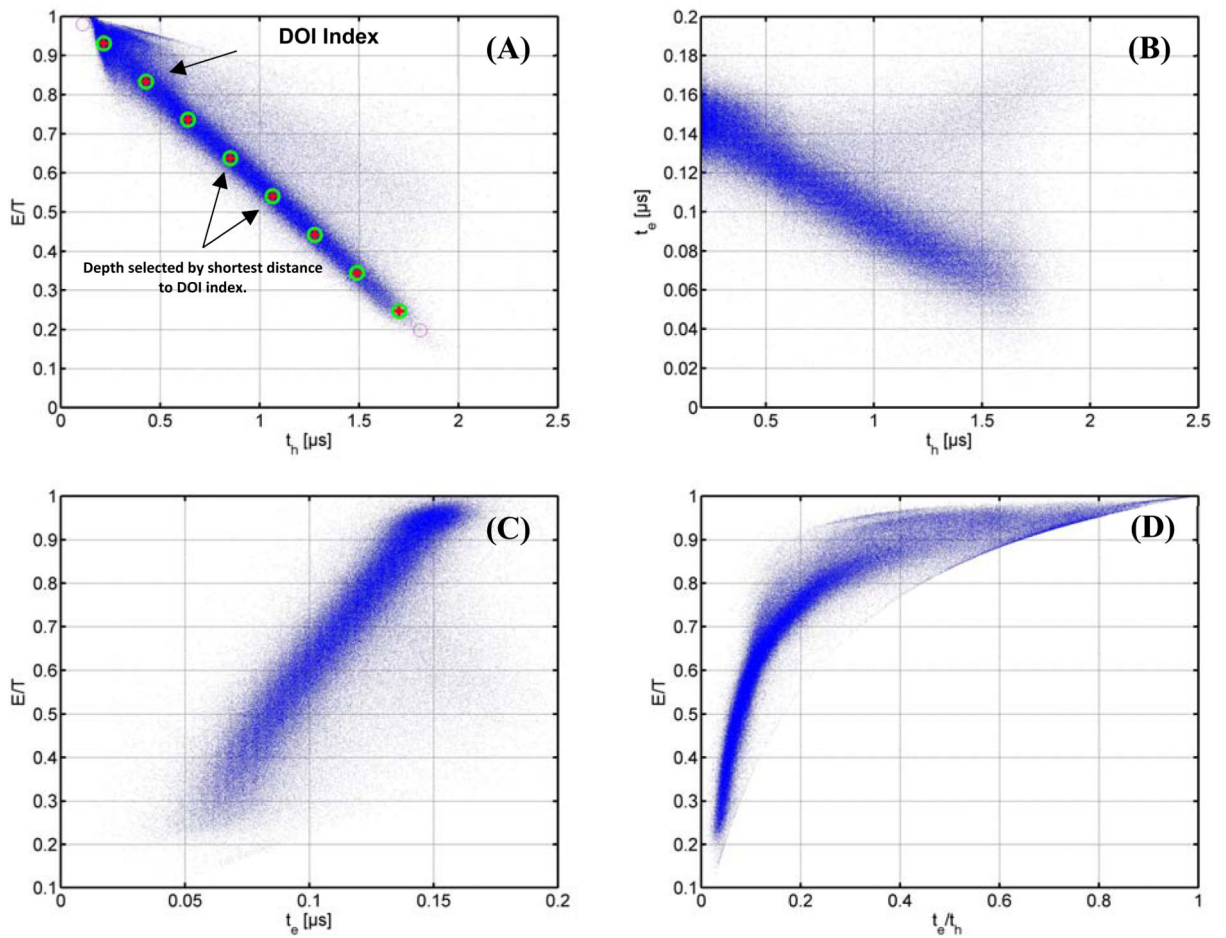 DOI Index
(A)
Depth selected by shortest distance
to DOI index.
E/T
1
0.9
0.8
0.7
0.6
0.5
0.4
0.3
0.2
0.1
0
0 0.5 1 1.5 2 2.5
t_h [µs]
(B)
t_e [µs]
0.2
0.18
0.16
0.14
0.12
0.1
0.08
0.06
0.04
0.02
0
0.5 1 1.5 2 2.5
t_h [µs]
(C)
E/T
1
0.9
0.8
0.7
0.6
0.5
0.4
0.3
0.2
0.1
0 0.05 0.1 0.15 0.2
t_e [µs]
(D)
E/T
1
0.9
0.8
0.7
0.6
0.5
0.4
0.3
0.2
0.1
0 0.2 0.4 0.6 0.8 1
t_e/t_h